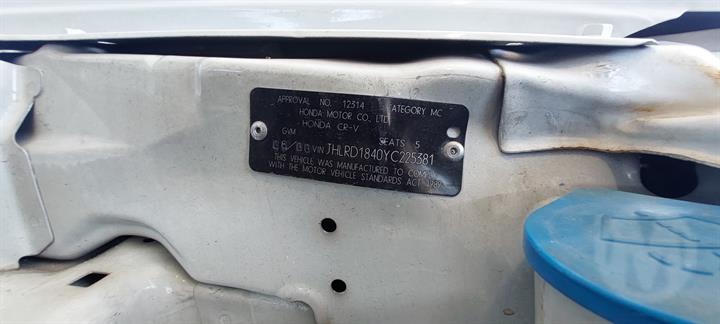 APPROVAL NO. 12314 CATEGORY MC
HONDA MOTOR CO., LTD.
HONDA CR-V
GVM SEATS 5
VIN JHLRD1840YC225381
THIS VEHICLE WAS MANUFACTURED TO COMPLY
WITH THE MOTOR VEHICLE STANDARDS ACT 1989